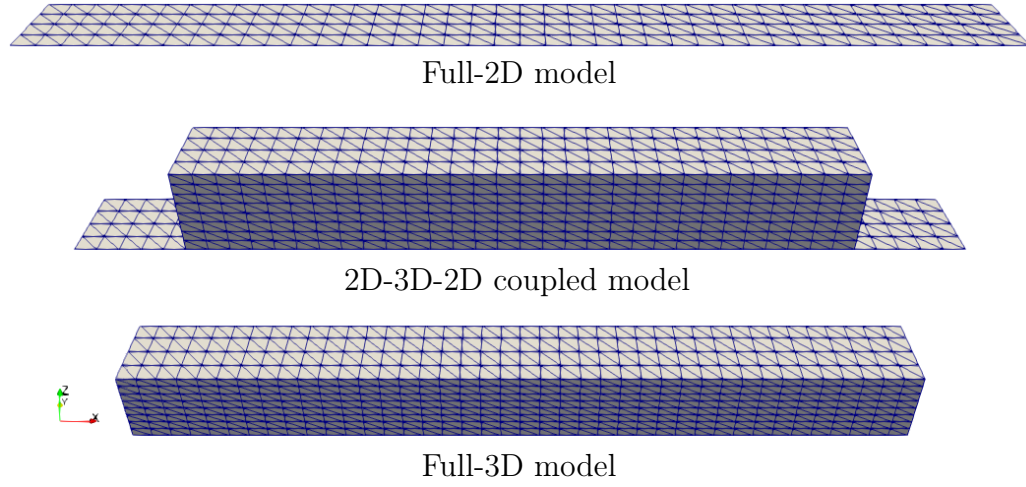 Full-2D model
2D-3D-2D coupled model
Z
Y
X
Full-3D model